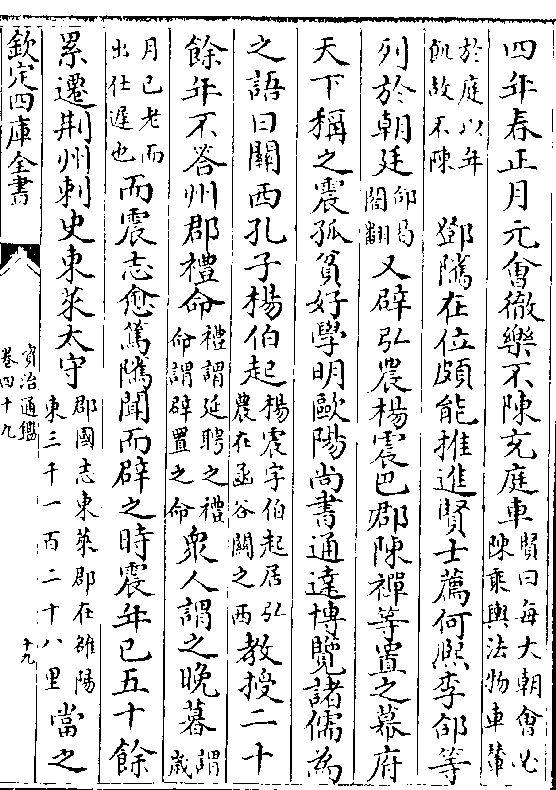 四年春正月元會徹樂不陳充庭車賢曰每大朝會必陳乘輿法物車輦
於庭以年飢故不陳鄧騭在位頗能推進賢士薦何熙李郃等
列於朝廷郃曷閤翻又辟弘農楊震巴郡陳禪等置之幕府
天下稱之震孤貧好學明歐陽尚書通達博覽諸儒為
之語曰關西孔子楊伯起楊震字伯起居弘農在函谷關之西教授二十
餘年不答州郡禮命禮謂延聘之禮命謂辟置之命衆人謂之晚暮謂歲
月已老而出仕遲也而震志愈篤騭聞而辟之時震年已五十餘
累遷荆州刺史東萊太守郡國志東萊郡在雒陽東三千一百二十八里當之
欽定四庫全書
資治通鑑
卷四十九
十九